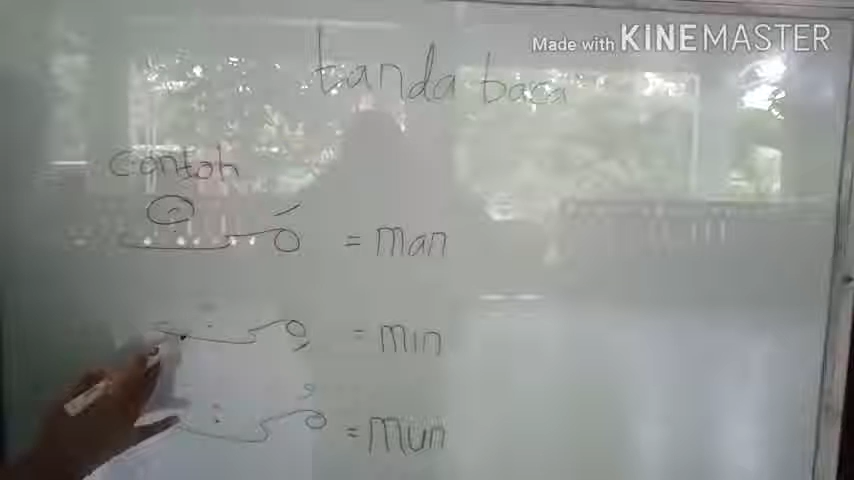 Made with KINEMASTER
tanda baca
contoh
مَن = man
مِن = min
مُن = mun